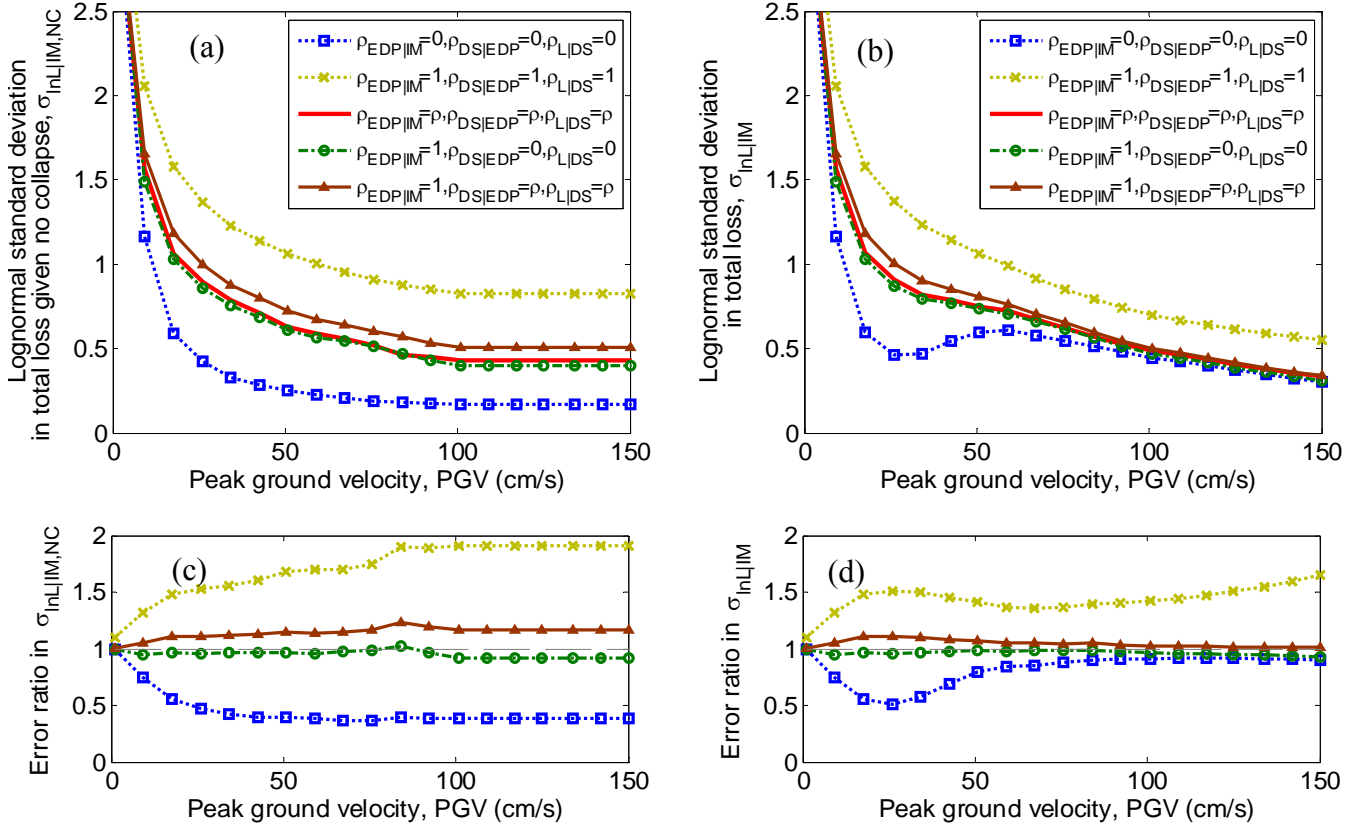 (a)
ρEDP|IM=0,ρDS|EDP=0,ρL|DS=0
ρEDP|IM=1,ρDS|EDP=1,ρL|DS=1
ρEDP|IM=ρ,ρDS|EDP=ρ,ρL|DS=ρ
ρEDP|IM=1,ρDS|EDP=0,ρL|DS=0
ρEDP|IM=1,ρDS|EDP=ρ,ρL|DS=ρ
Lognormal standard deviation
in total loss given no collapse, σlnL|IM,NC
2.5
2
1.5
1
0.5
0
0 50 100 150
Peak ground velocity, PGV (cm/s)
(b)
ρEDP|IM=0,ρDS|EDP=0,ρL|DS=0
ρEDP|IM=1,ρDS|EDP=1,ρL|DS=1
ρEDP|IM=ρ,ρDS|EDP=ρ,ρL|DS=ρ
ρEDP|IM=1,ρDS|EDP=0,ρL|DS=0
ρEDP|IM=1,ρDS|EDP=ρ,ρL|DS=ρ
Lognormal standard deviation
in total loss, σlnL|IM
2.5
2
1.5
1
0.5
0
0 50 100 150
Peak ground velocity, PGV (cm/s)
(c)
Error ratio in σlnL|IM,NC
2
1.5
1
0.5
0
0 50 100 150
Peak ground velocity, PGV (cm/s)
(d)
Error ratio in σlnL|IM
2
1.5
1
0.5
0
0 50 100 150
Peak ground velocity, PGV (cm/s)